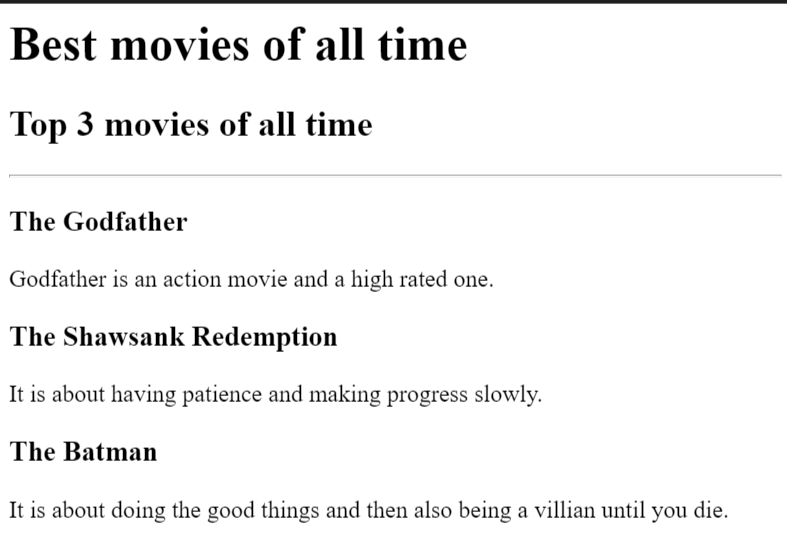 Best movies of all time
Top 3 movies of all time
The Godfather
Godfather is an action movie and a high rated one.
The Shawsank Redemption
It is about having patience and making progress slowly.
The Batman
It is about doing the good things and then also being a villian until you die.